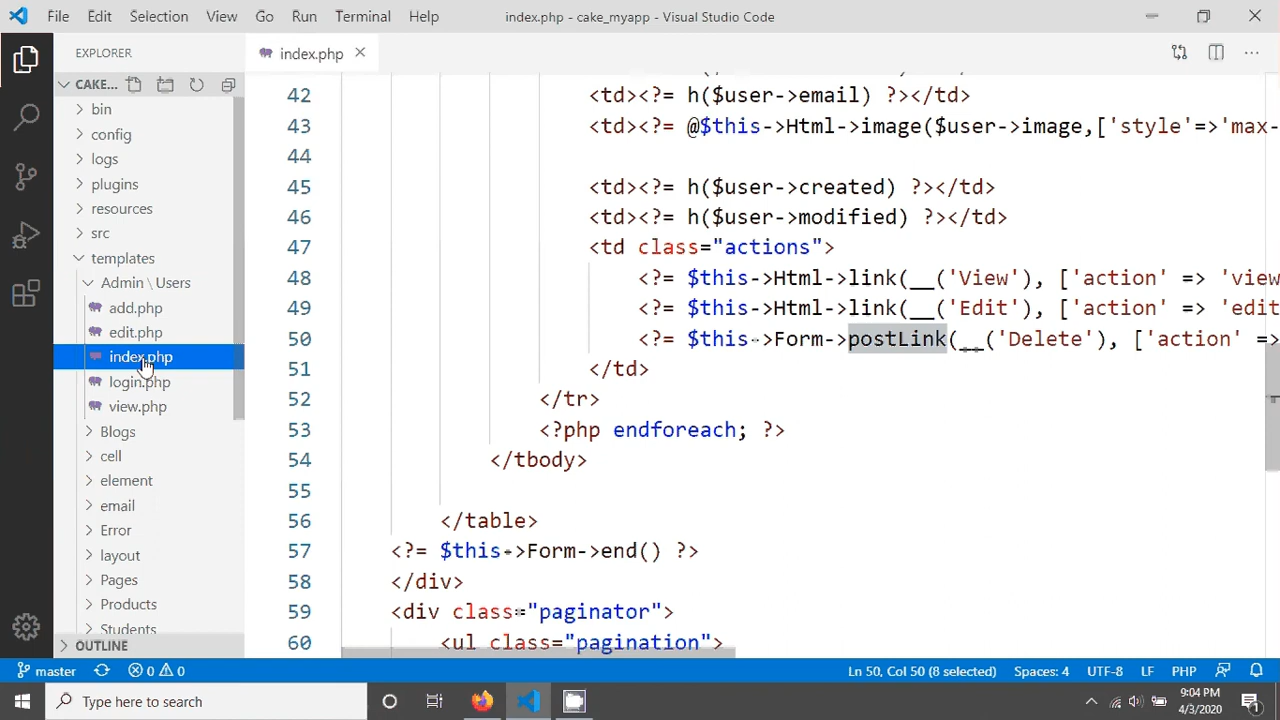 File Edit Selection View Go Run Terminal Help index.php - cake_myapp - Visual Studio Code
EXPLORER
index.php
CAKE...
bin
config
logs
plugins
resources
src
templates
Admin \ Users
add.php
edit.php
index.php
login.php
view.php
Blogs
cell
element
email
Error
layout
Pages
Products
Students
OUTLINE
42 <td><?= h($user->email) ?></td>
43 <td><?= @$this->Html->image($user->image,['style'=>'max-
44
45 <td><?= h($user->created) ?></td>
46 <td><?= h($user->modified) ?></td>
47 <td class="actions">
48 <?= $this->Html->link(__('View'), ['action' => 'view
49 <?= $this->Html->link(__('Edit'), ['action' => 'edit
50 <?= $this->Form->postLink(__('Delete'), ['action' =>
51 </td>
52 </tr>
53 <?php endforeach; ?>
54 </tbody>
55
56 </table>
57 <?= $this->Form->end() ?>
58 </div>
59 <div class="paginator">
60 <ul class="pagination">
master 0 0 Ln 50, Col 50 (8 selected) Spaces: 4 UTF-8 LF PHP
Type here to search
9:04 PM
4/3/2020
1